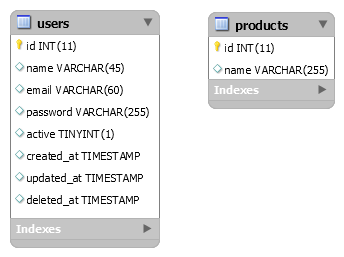 users
id INT(11)
name VARCHAR(45)
email VARCHAR(60)
password VARCHAR(255)
active TINYINT(1)
created_at TIMESTAMP
updated_at TIMESTAMP
deleted_at TIMESTAMP
Indexes
products
id INT(11)
name VARCHAR(255)
Indexes